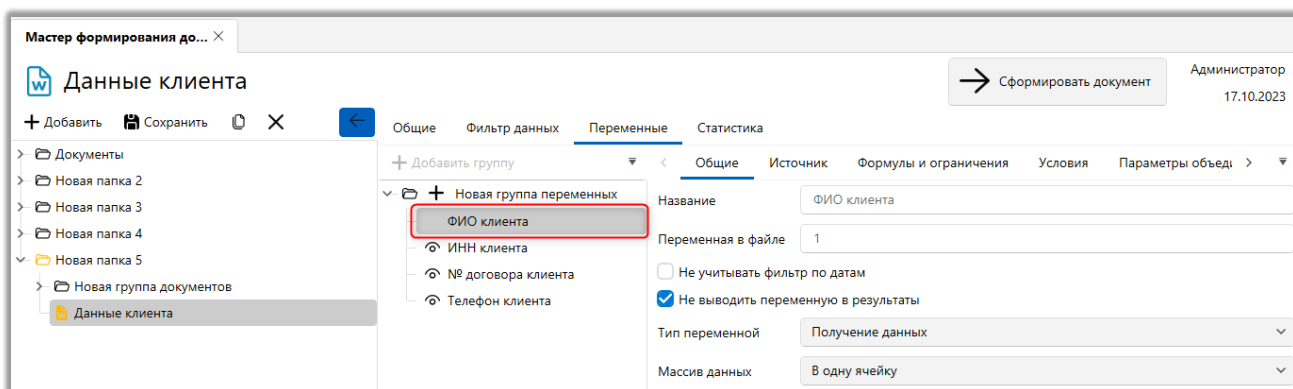 Мастер формирования до...
Данные клиента
Сформировать документ
Администратор
17.10.2023
Добавить Сохранить
Общие Фильтр данных Переменные Статистика
Документы
Новая папка 2
Новая папка 3
Новая папка 4
Новая папка 5
Новая группа документов
Данные клиента
Добавить группу
Новая группа переменных
ФИО клиента
ИНН клиента
№ договора клиента
Телефон клиента
Общие Источник Формулы и ограничения Условия Параметры объеди
Название ФИО клиента
Переменная в файле 1
Не учитывать фильтр по датам
Не выводить переменную в результаты
Тип переменной Получение данных
Массив данных В одну ячейку